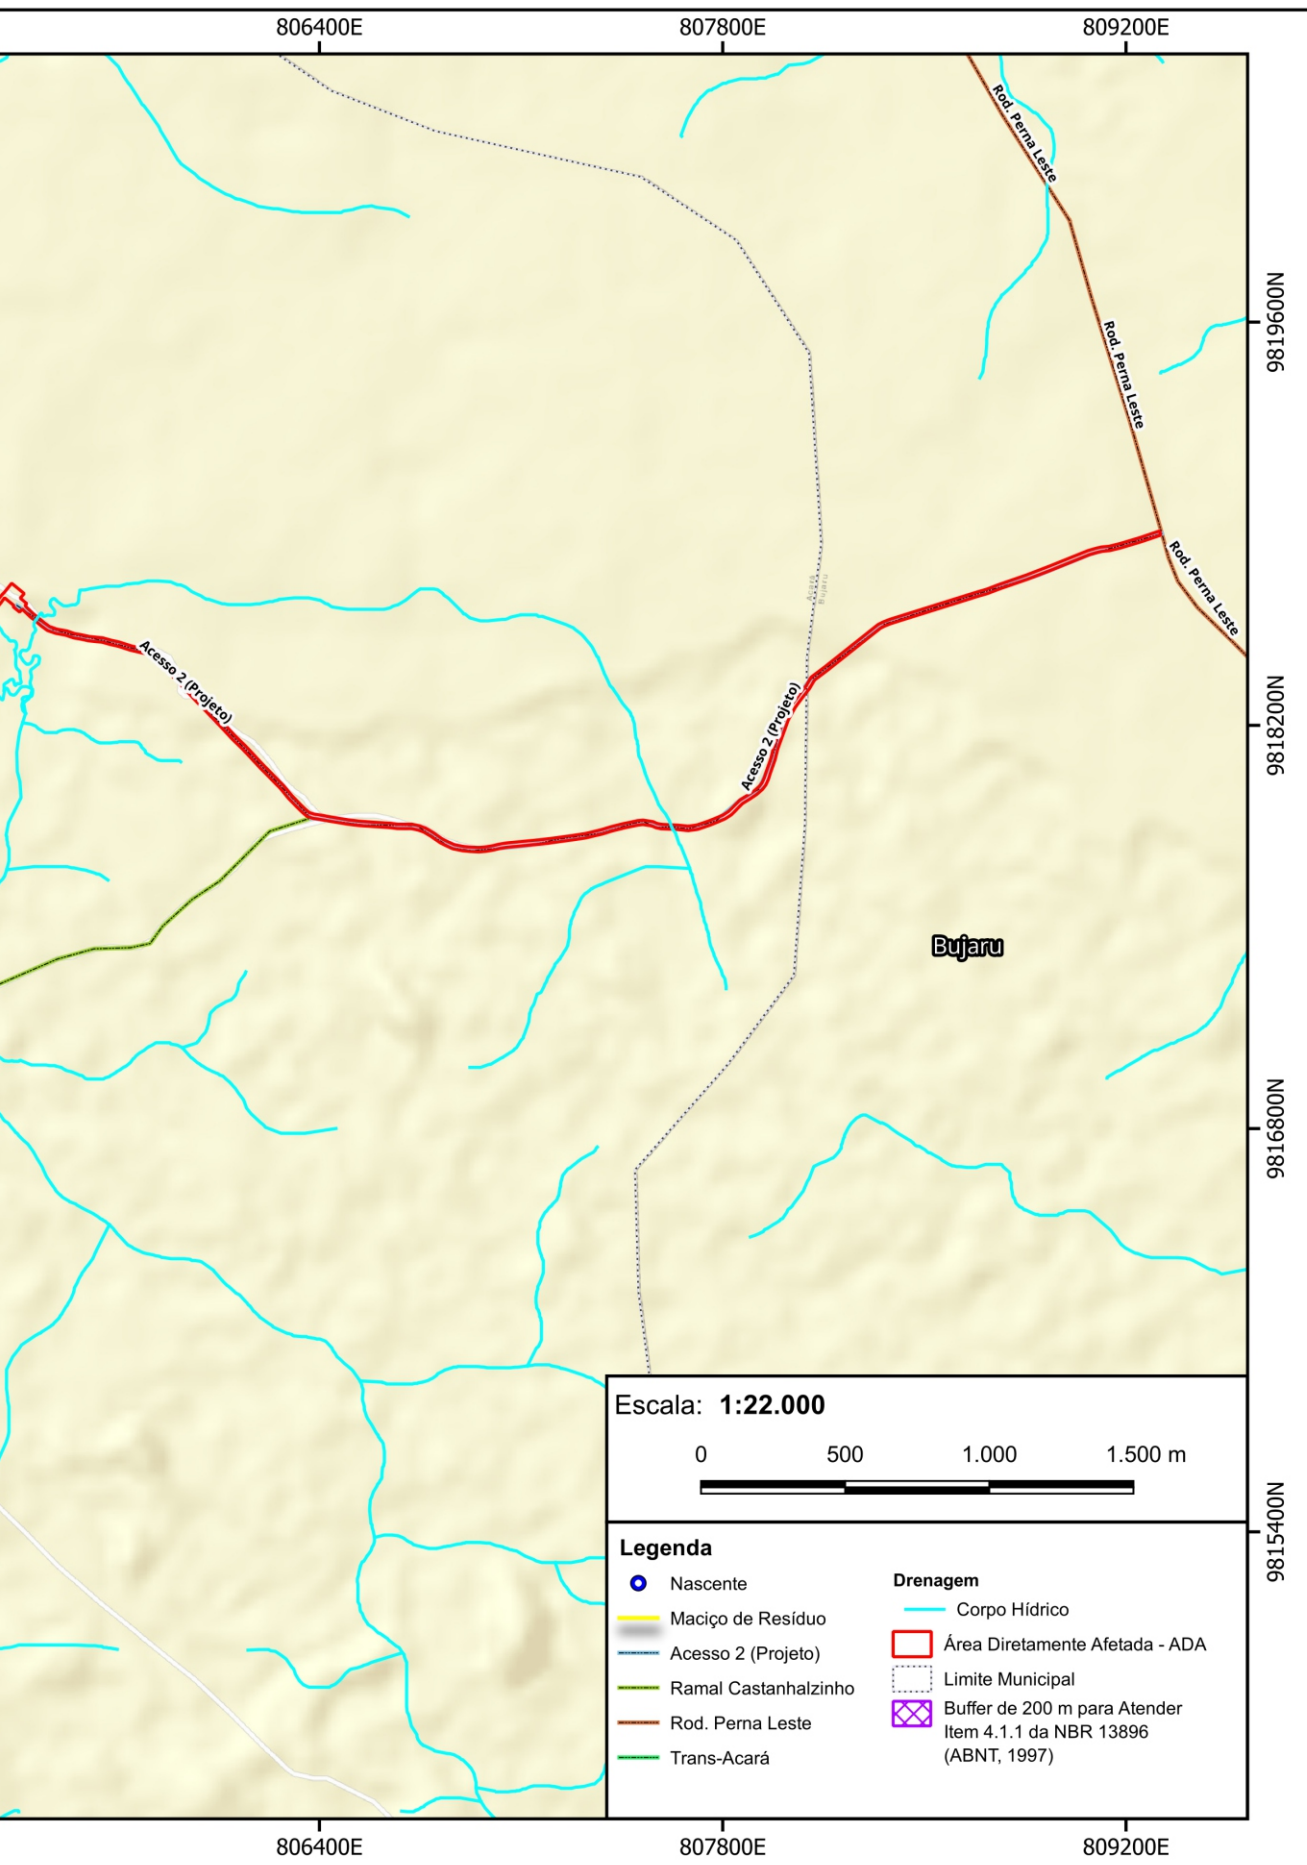 806400E
807800E
809200E
Rod. Perna Leste
9819600N
Rod. Perna Leste
Rod. Perna Leste
Acará
Bujaru
Acesso 2 (Projeto)
Acesso 2 (Projeto)
9818200N
Bujaru
9816800N
Escala: 1:22.000
0 500 1.000 1.500 m
9815400N
Legenda
Nascente
Maciço de Resíduo
Acesso 2 (Projeto)
Ramal Castanhalzinho
Rod. Perna Leste
Trans-Acará
Drenagem
Corpo Hídrico
Área Diretamente Afetada - ADA
Limite Municipal
Buffer de 200 m para Atender
Item 4.1.1 da NBR 13896
(ABNT, 1997)
806400E
807800E
809200E